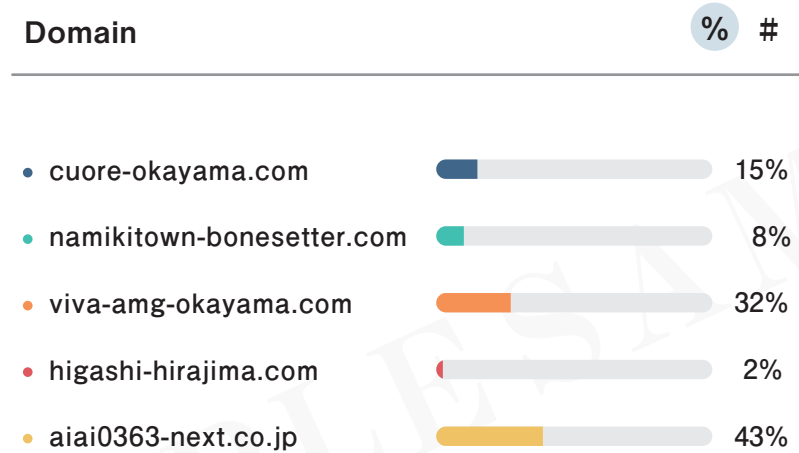 Domain % #
cuore-okayama.com 15%
namikitown-bonesetter.com 8%
viva-amg-okayama.com 32%
higashi-hirajima.com 2%
aiai0363-next.co.jp 43%